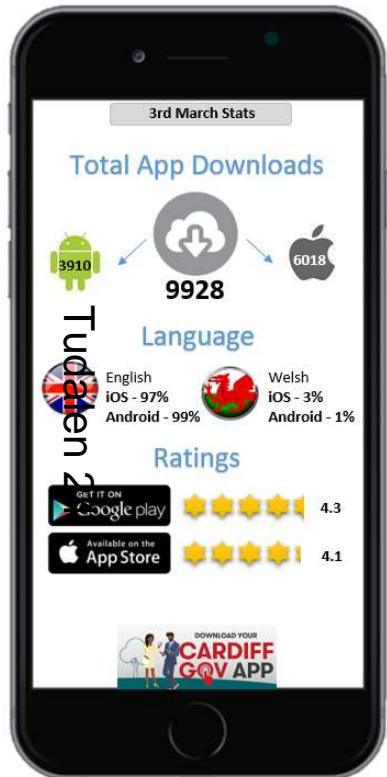 3rd March Stats
Total App Downloads
3910
6018
9928
Language
English
iOS - 97%
Android - 99%
Welsh
iOS - 3%
Android - 1%
Ratings
GET IT ON
Google play
4.3
Available on the
App Store
4.1
DOWNLOAD YOUR
CARDIFF
GOV APP
Tudalen 2